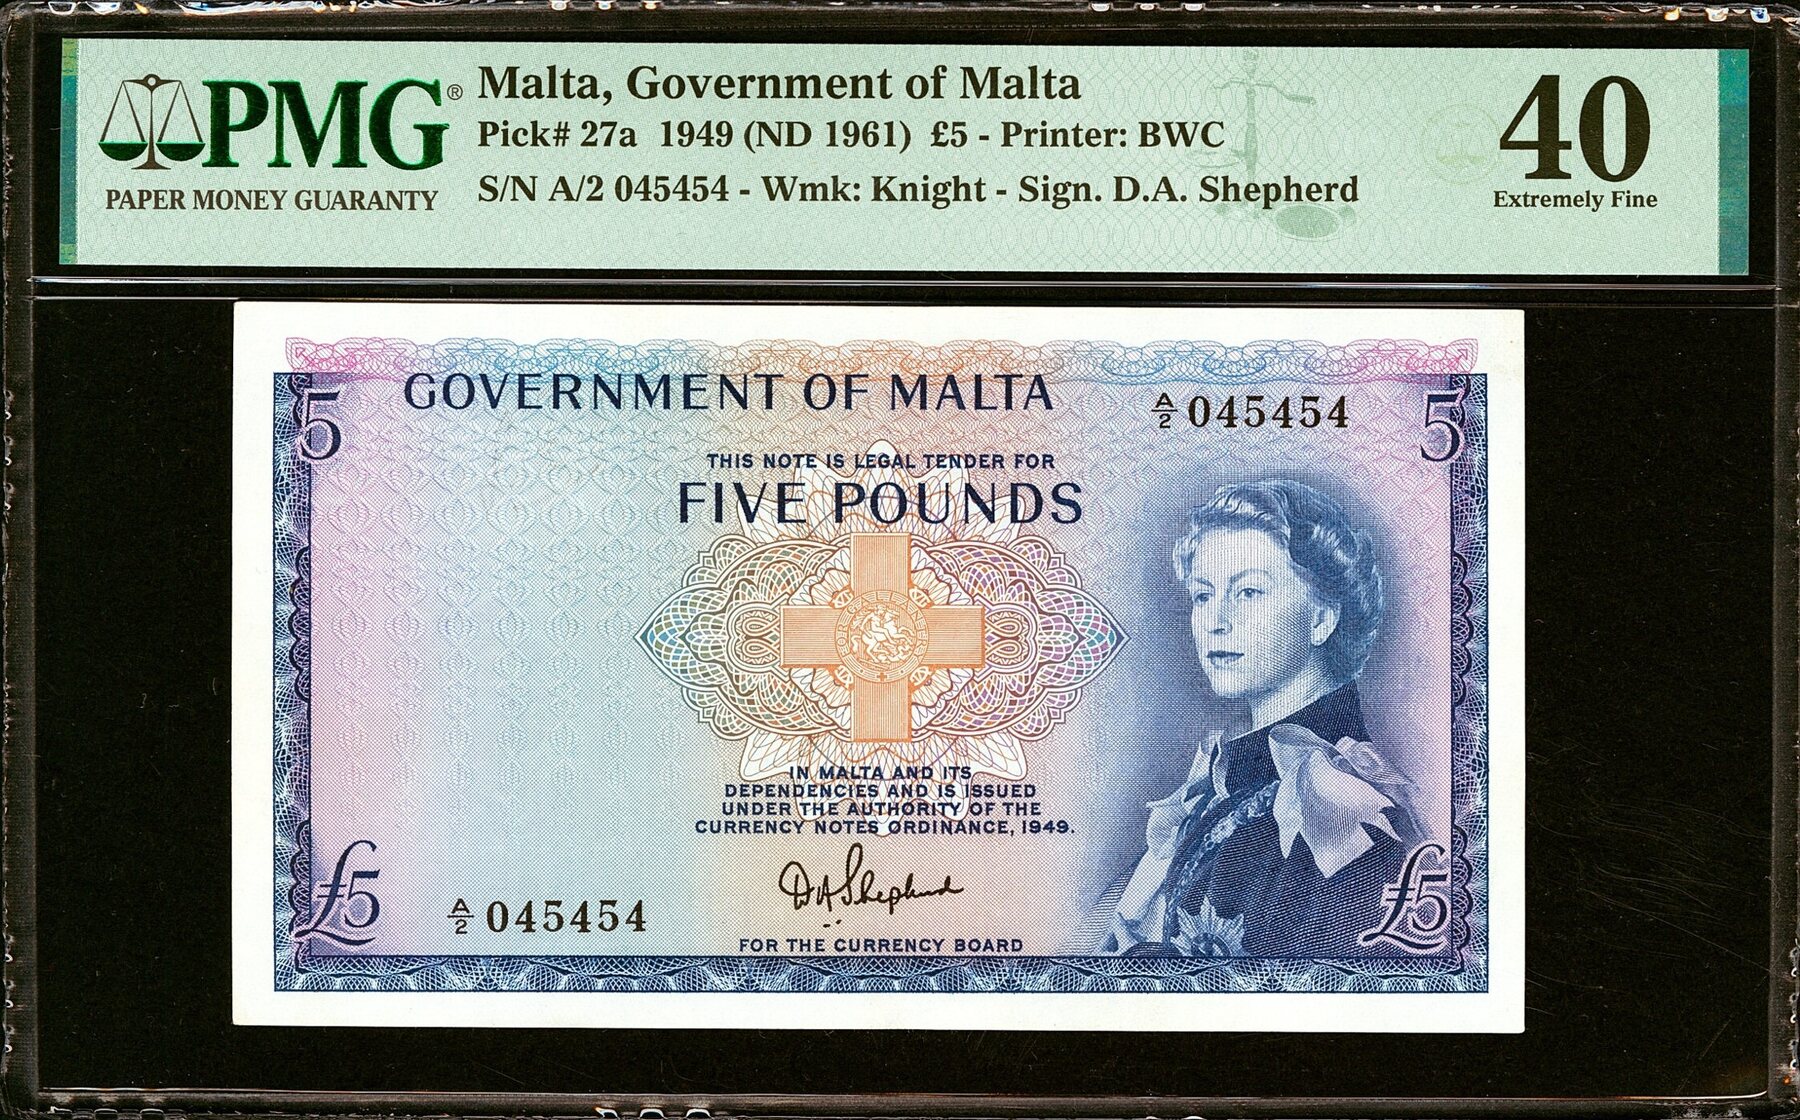 PMG®
PAPER MONEY GUARANTY
Malta, Government of Malta
Pick# 27a 1949 (ND 1961) £5 - Printer: BWC
S/N A/2 045454 - Wmk: Knight - Sign. D.A. Shepherd
40
Extremely Fine
5
GOVERNMENT OF MALTA
A/2 045454
5
THIS NOTE IS LEGAL TENDER FOR
FIVE POUNDS
IN MALTA AND ITS
DEPENDENCIES AND IS ISSUED
UNDER THE AUTHORITY OF THE
CURRENCY NOTES ORDINANCE, 1949.
D A Shepherd
£5
A/2 045454
FOR THE CURRENCY BOARD
£5